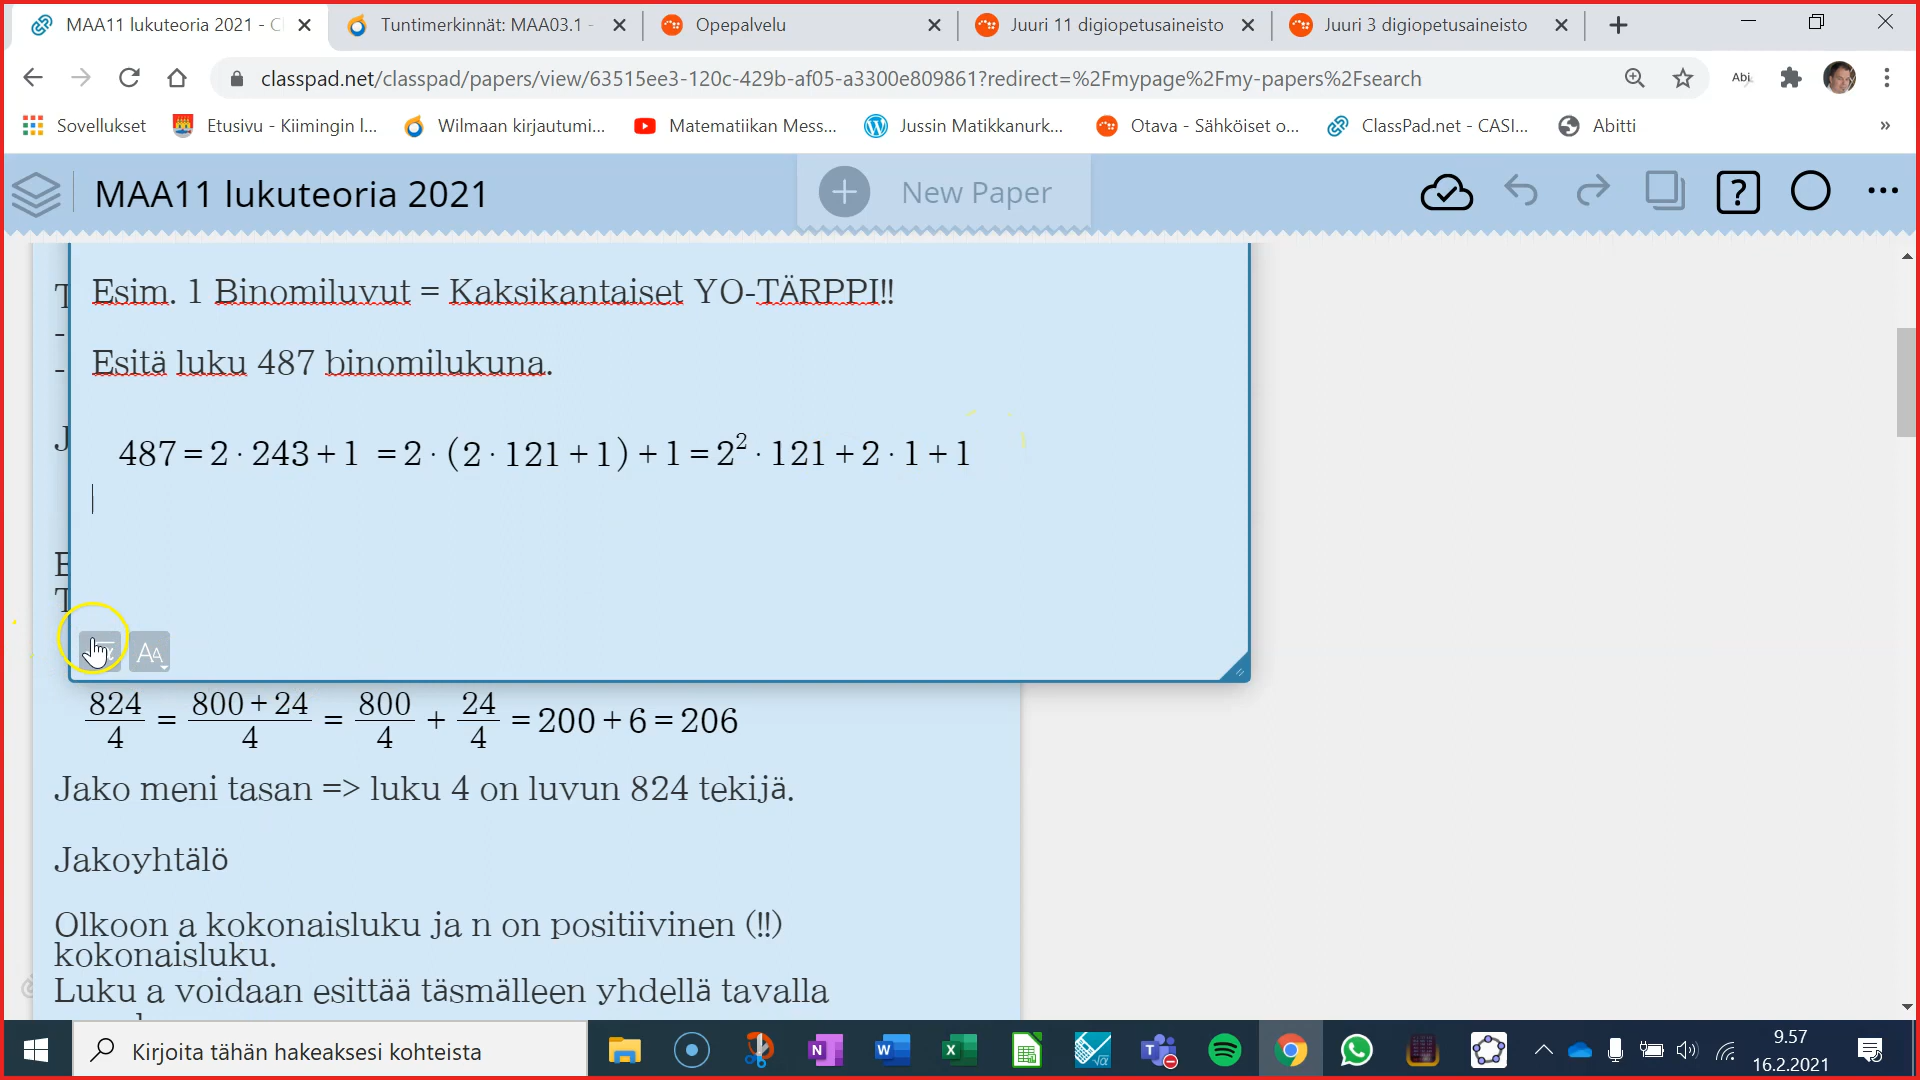 MAA11 lukuteoria 2021 - C
Tuntimerkinnät: MAA03.1 -
Opepalvelu
Juuri 11 digiopetusaineisto
Juuri 3 digiopetusaineisto
classpad.net/classpad/papers/view/63515ee3-120c-429b-af05-a3300e809861?redirect=%2Fmypage%2Fmy-papers%2Fsearch
Abi
Sovellukset
Etusivu - Kiimingin l...
Wilmaan kirjautumi...
Matematiikan Mess...
Jussin Matikkanurk...
Otava - Sähköiset o...
ClassPad.net - CASI...
Abitti
»
MAA11 lukuteoria 2021
New Paper
Esim. 1 Binomiluvut = Kaksikantaiset YO-TÄRPPI!!
T
-
Esitä luku 487 binomilukuna.
-
J
487 = 2 · 243 + 1 = 2 · (2 · 121 + 1) + 1 = 2² · 121 + 2 · 1 + 1
E
T
AA
824/4 = 800 + 24/4 = 800/4 + 24/4 = 200 + 6 = 206
Jako meni tasan => luku 4 on luvun 824 tekijä.
Jakoyhtälö
Olkoon a kokonaisluku ja n on positiivinen (!!)
kokonaisluku.
Luku a voidaan esittää täsmälleen yhdellä tavalla
Kirjoita tähän hakeaksesi kohteista
9.57
16.2.2021